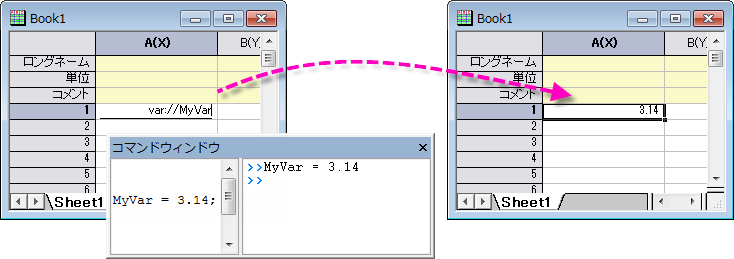 Book1
A(X) B(Y)
ロングネーム
単位
コメント
1 var://MyVar
2
3
4
5
6
Sheet1
コマンドウィンドウ
MyVar = 3.14;
>>MyVar = 3.14
>>
Book1
A(X) B(Y)
ロングネーム
単位
コメント
1 3.14
2
3
4
5
6
Sheet1